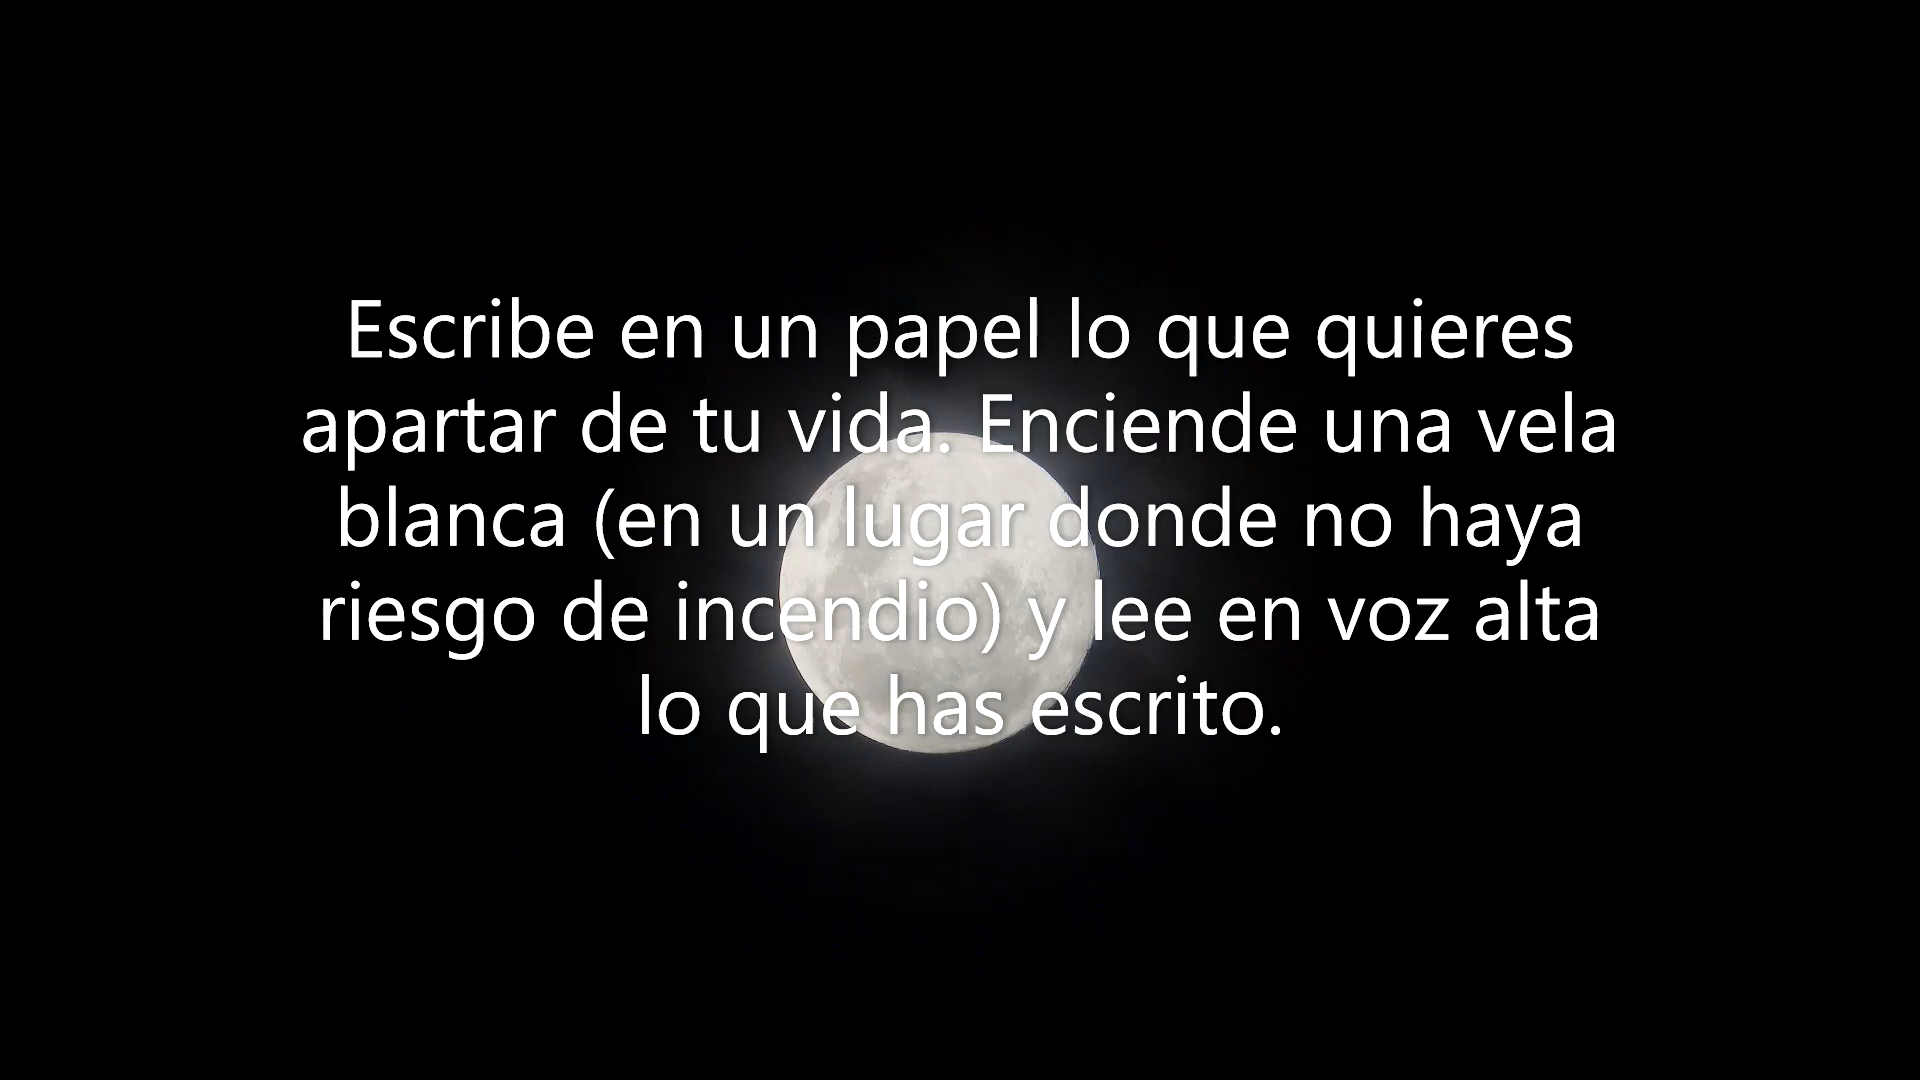 Escribe en un papel lo que quieres
apartar de tu vida. Enciende una vela
blanca (en un lugar donde no haya
riesgo de incendio) y lee en voz alta
lo que has escrito.